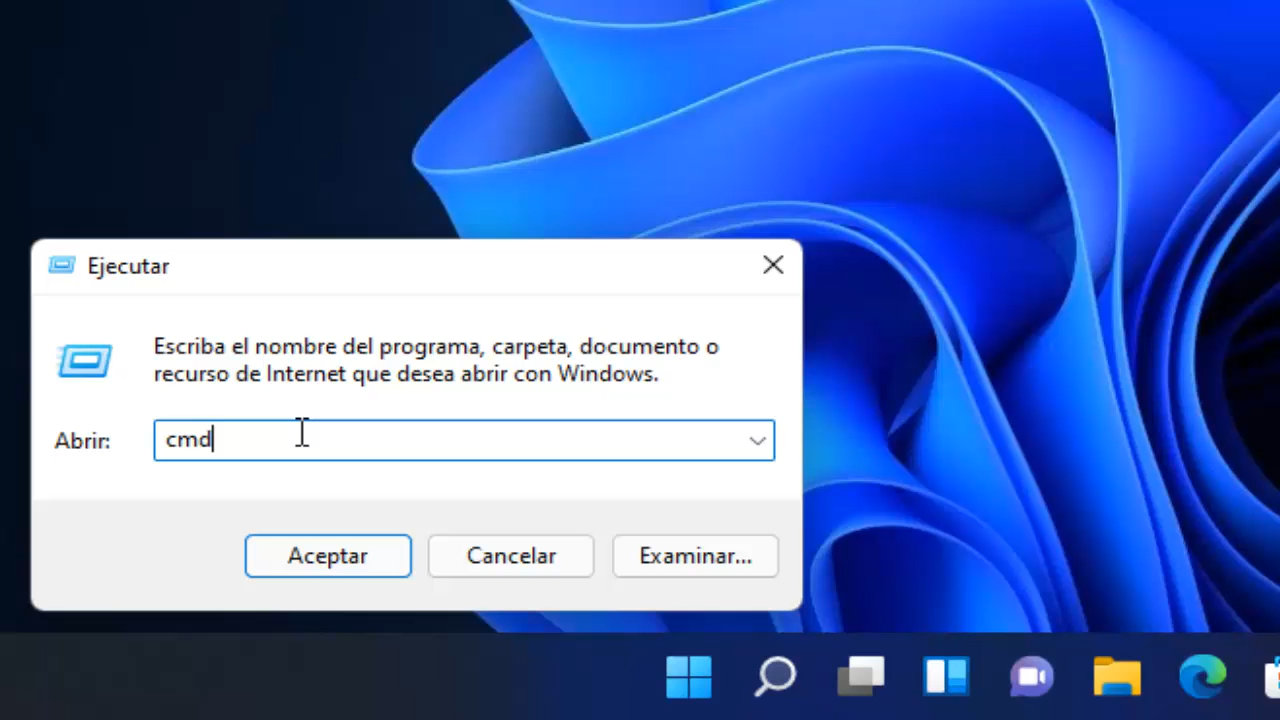 Ejecutar
Escriba el nombre del programa, carpeta, documento o
recurso de Internet que desea abrir con Windows.
Abrir: cmd
Aceptar Cancelar Examinar...